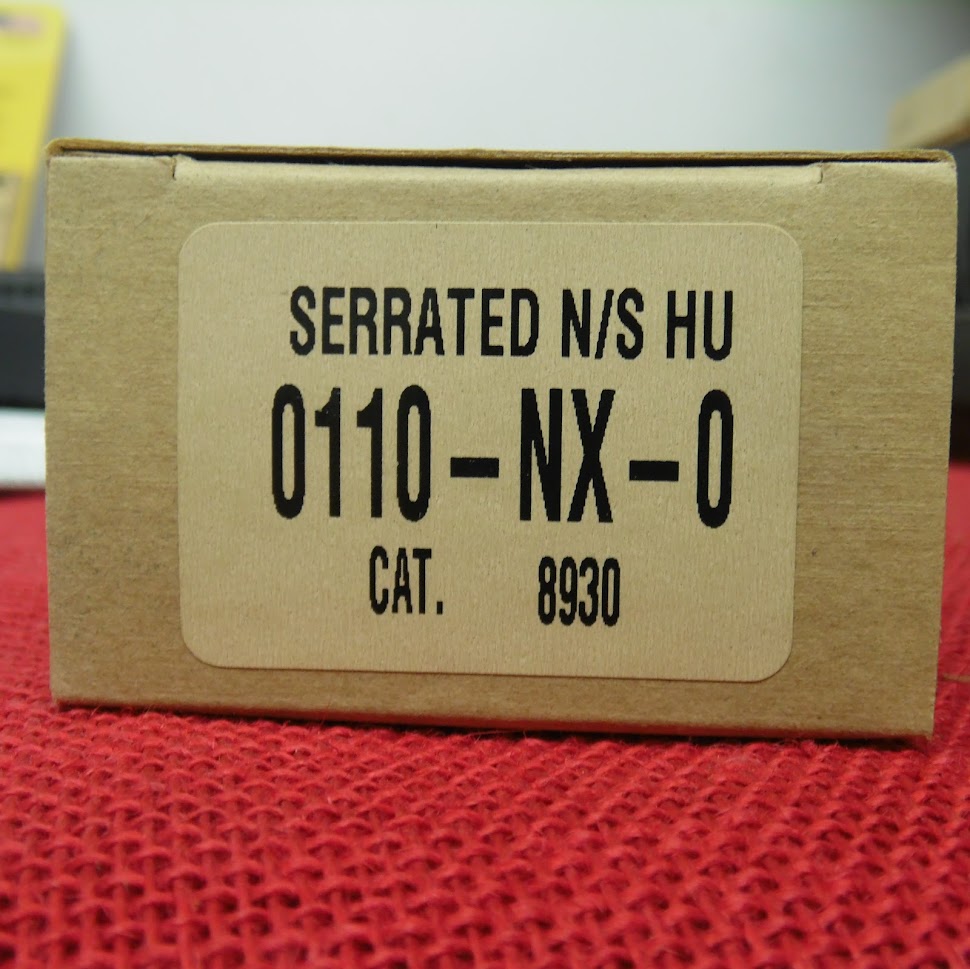 SERRATED N/S HU
0110-NX-0
CAT. 8930